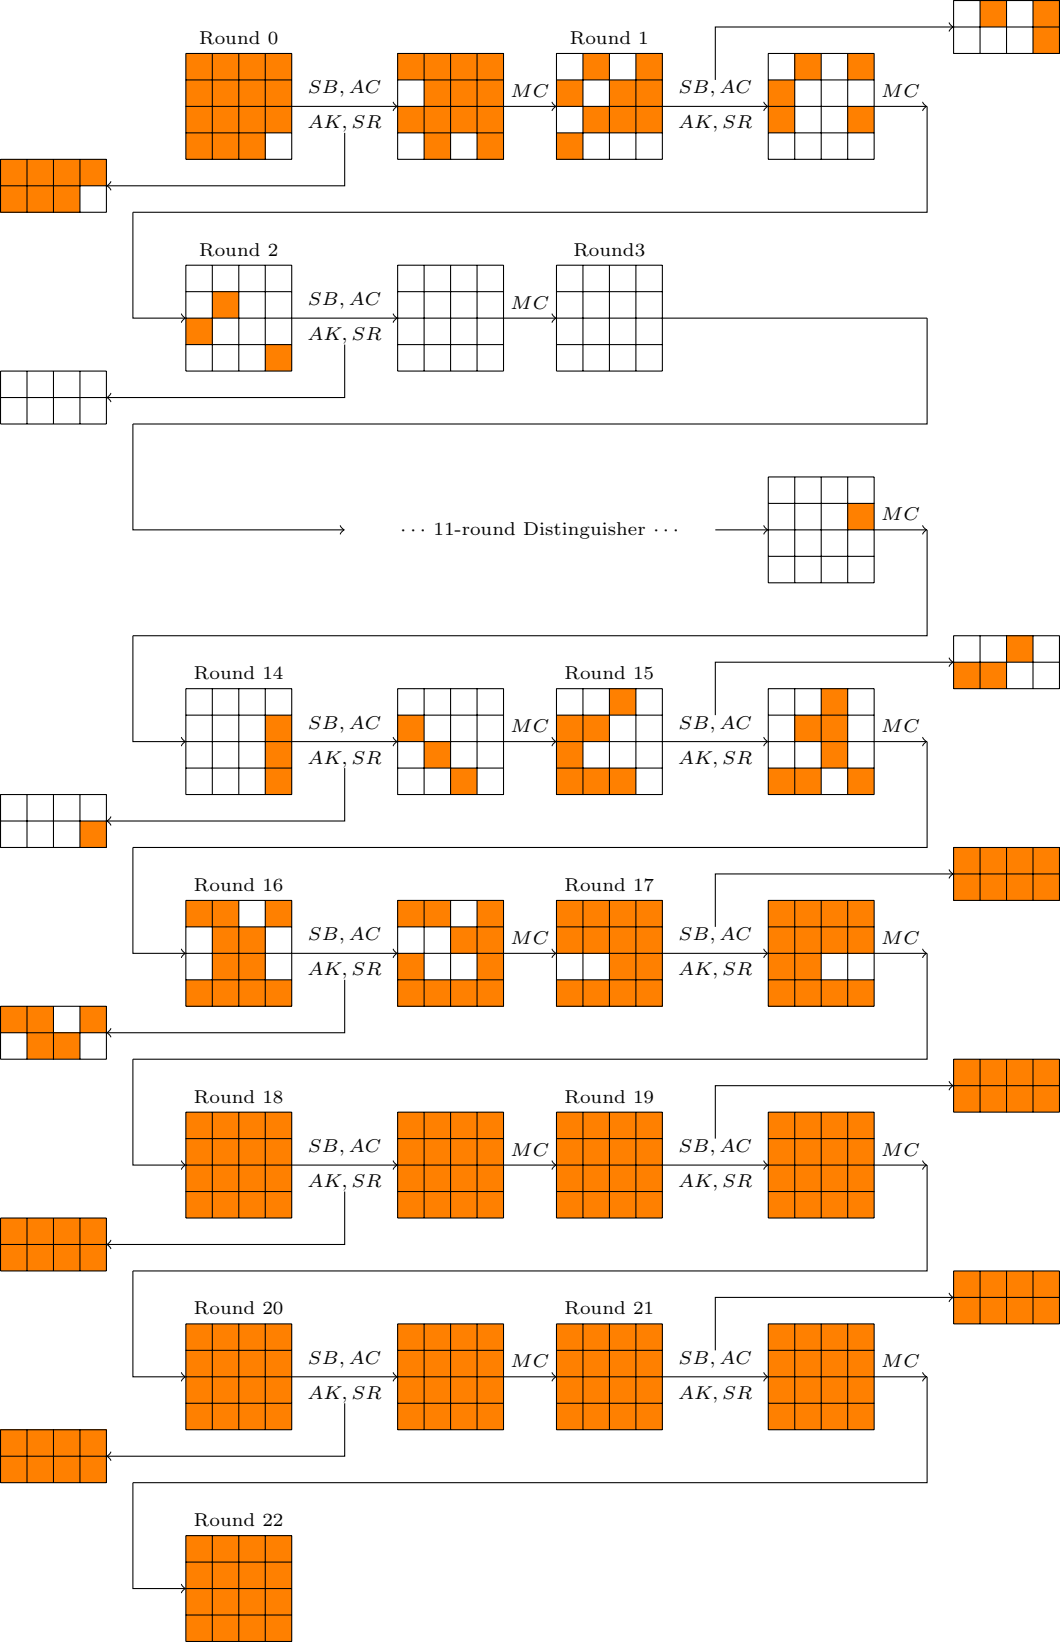 Round 0
Round 1
SB, AC
MC
SB, AC
MC
AK, SR
AK, SR
Round 2
Round3
SB, AC
MC
AK, SR
··· 11-round Distinguisher ···
MC
Round 14
Round 15
SB, AC
MC
SB, AC
MC
AK, SR
AK, SR
Round 16
Round 17
SB, AC
MC
SB, AC
MC
AK, SR
AK, SR
Round 18
Round 19
SB, AC
MC
SB, AC
MC
AK, SR
AK, SR
Round 20
Round 21
SB, AC
MC
SB, AC
MC
AK, SR
AK, SR
Round 22